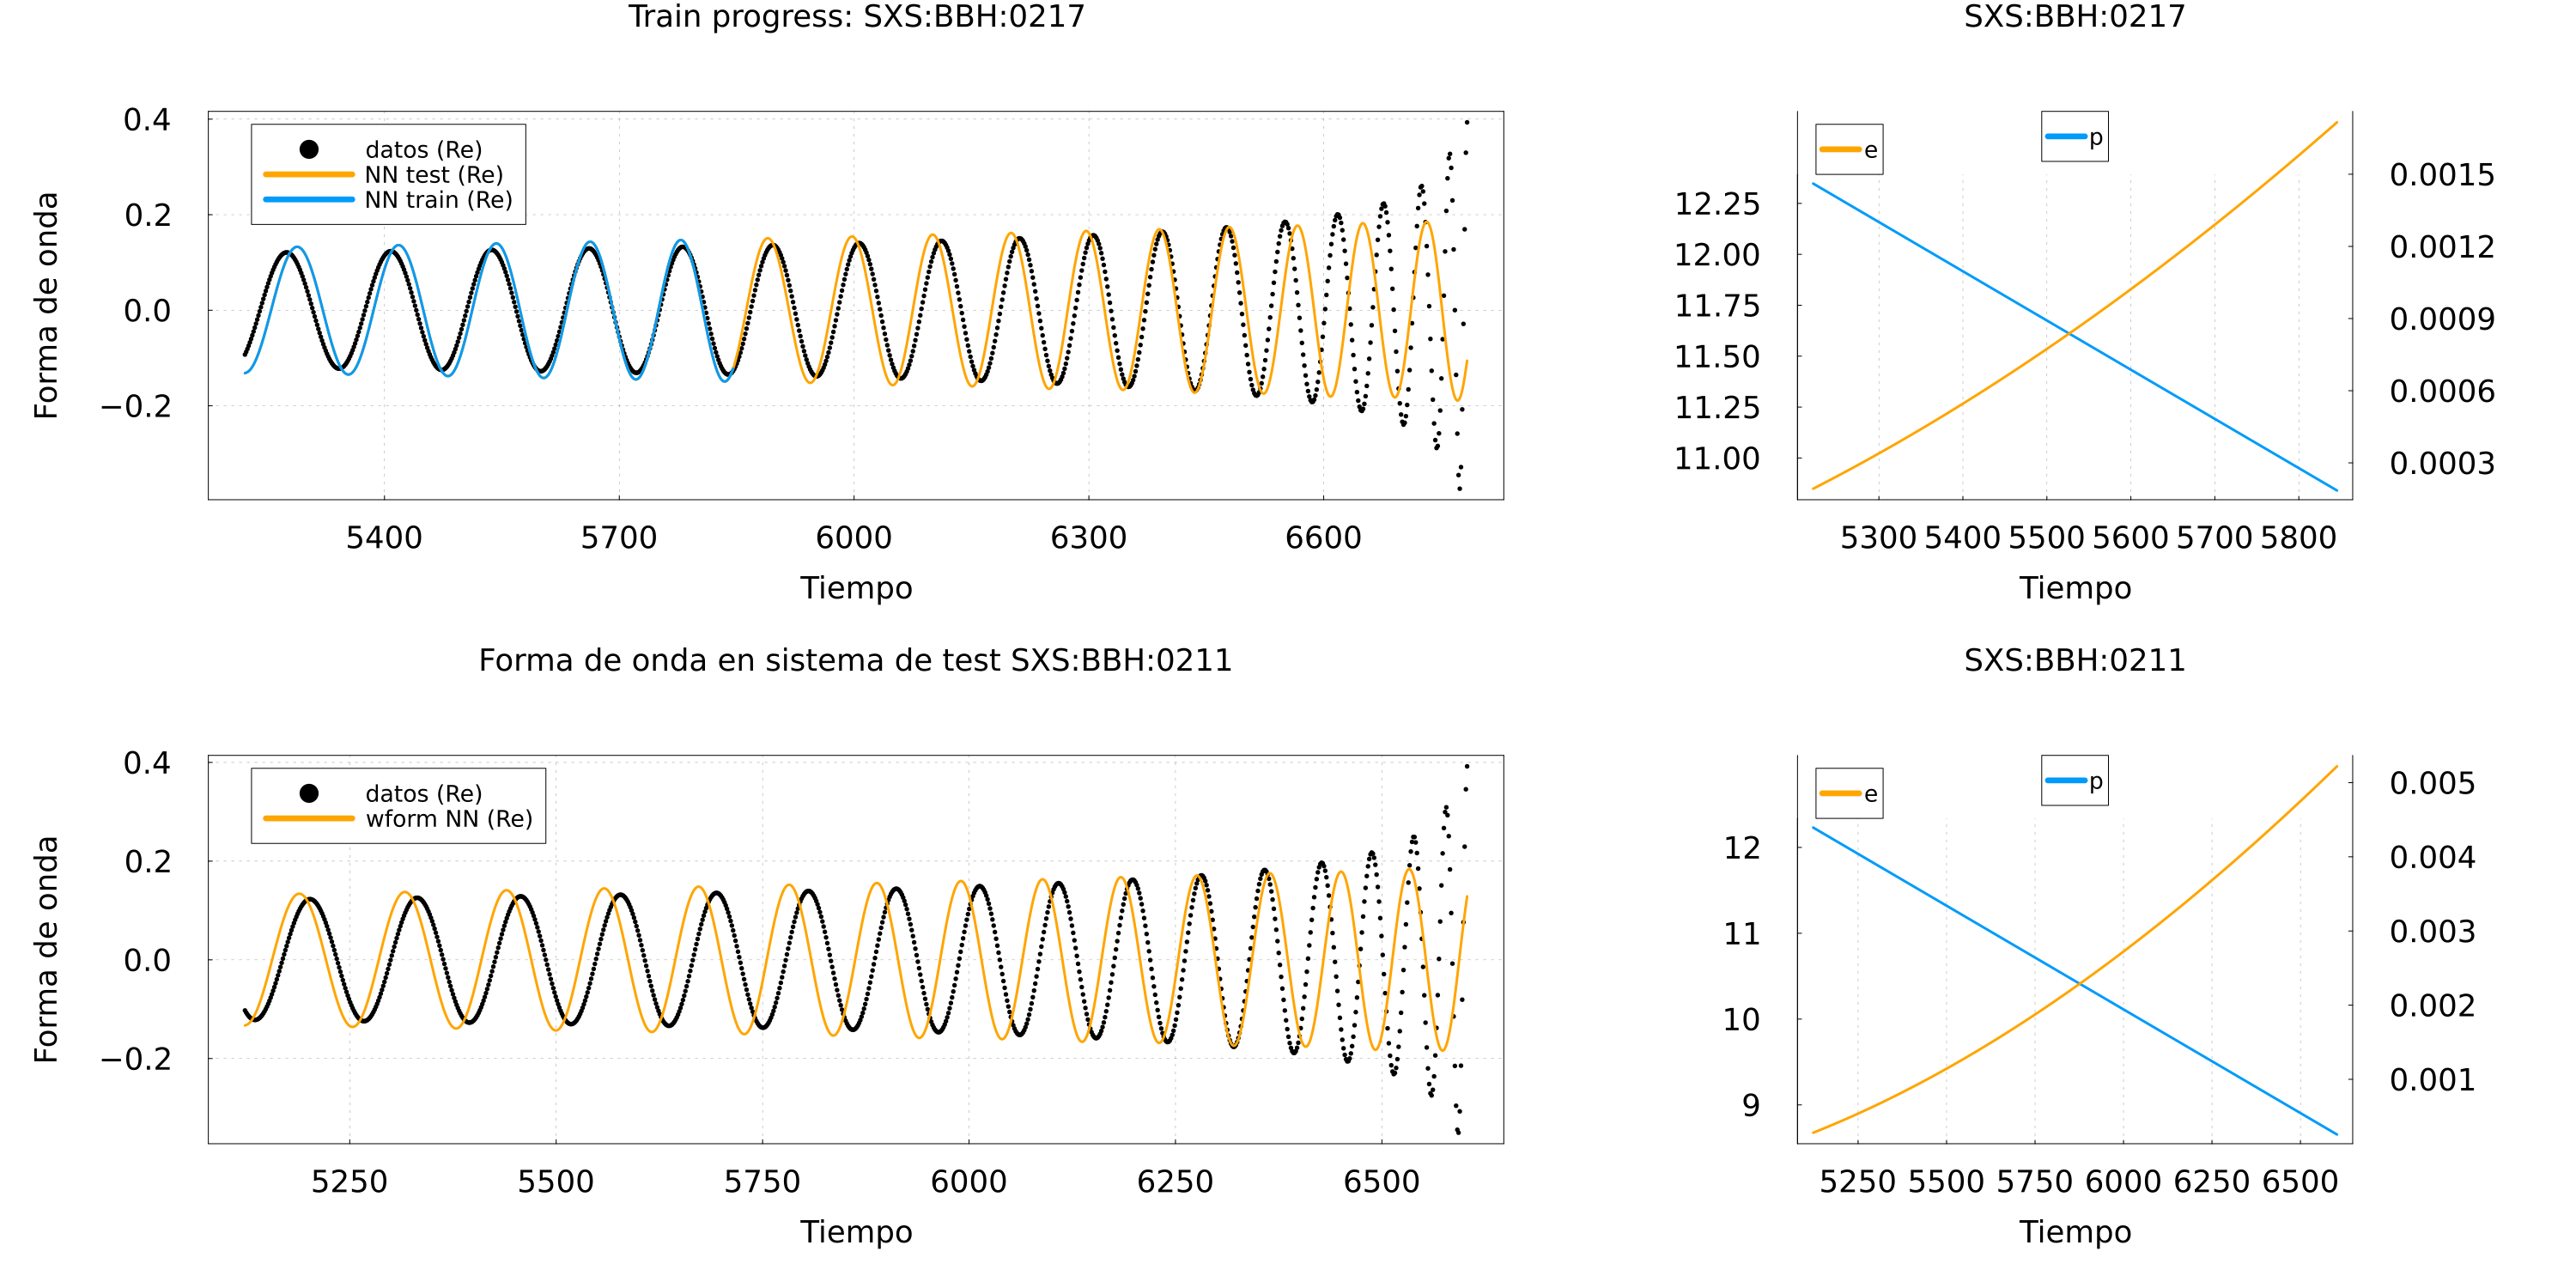 Train progress: SXS:BBH:0217
0.4
0.2
0.0
−0.2
Forma de onda
datos (Re)
NN test (Re)
NN train (Re)
5400 5700 6000 6300 6600
Tiempo
SXS:BBH:0217
e
p
12.25
12.00
11.75
11.50
11.25
11.00
0.0015
0.0012
0.0009
0.0006
0.0003
5300 5400 5500 5600 5700 5800
Tiempo
Forma de onda en sistema de test SXS:BBH:0211
0.4
0.2
0.0
−0.2
Forma de onda
datos (Re)
wform NN (Re)
5250 5500 5750 6000 6250 6500
Tiempo
SXS:BBH:0211
e
p
12
11
10
9
0.005
0.004
0.003
0.002
0.001
5250 5500 5750 6000 6250 6500
Tiempo